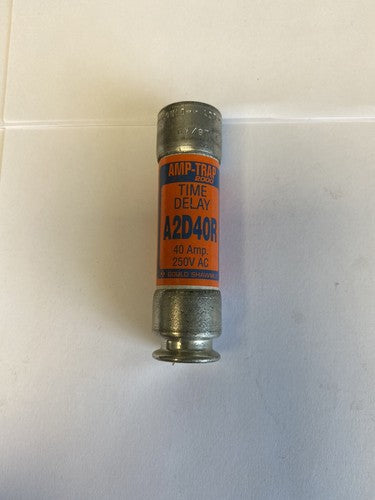 AMP-TRAP
2000
TIME
DELAY
A2D40R
40 Amp.
250V AC
GOULD SHAWMUT